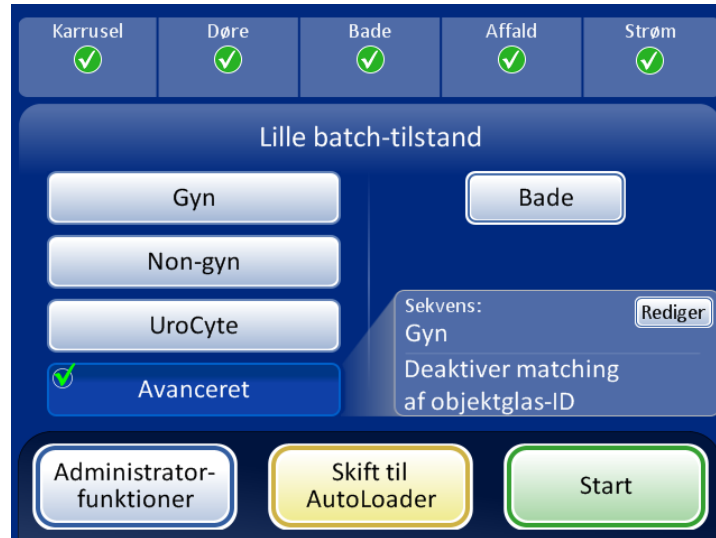 Karrusel
Døre
Bade
Affald
Strøm
Lille batch-tilstand
Gyn
Non-gyn
UroCyte
Avanceret
Bade
Sekvens:
Rediger
Gyn
Deaktiver matching
af objektglas-ID
Administrator-
funktioner
Skift til
AutoLoader
Start